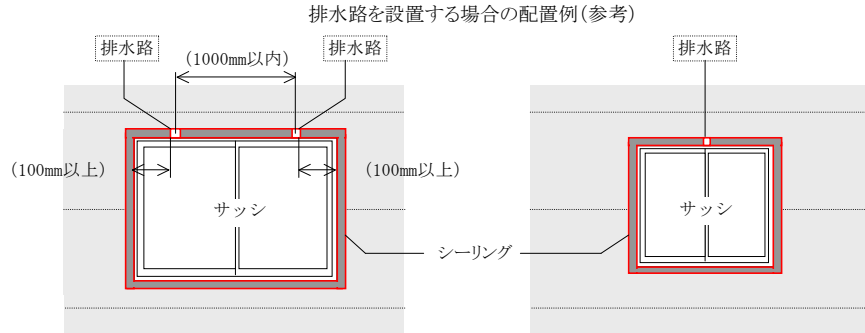 排水路を設置する場合の配置例(参考)
排水路
(1000㎜以内)
排水路
排水路
(100㎜以上)
(100㎜以上)
サッシ
サッシ
シーリング